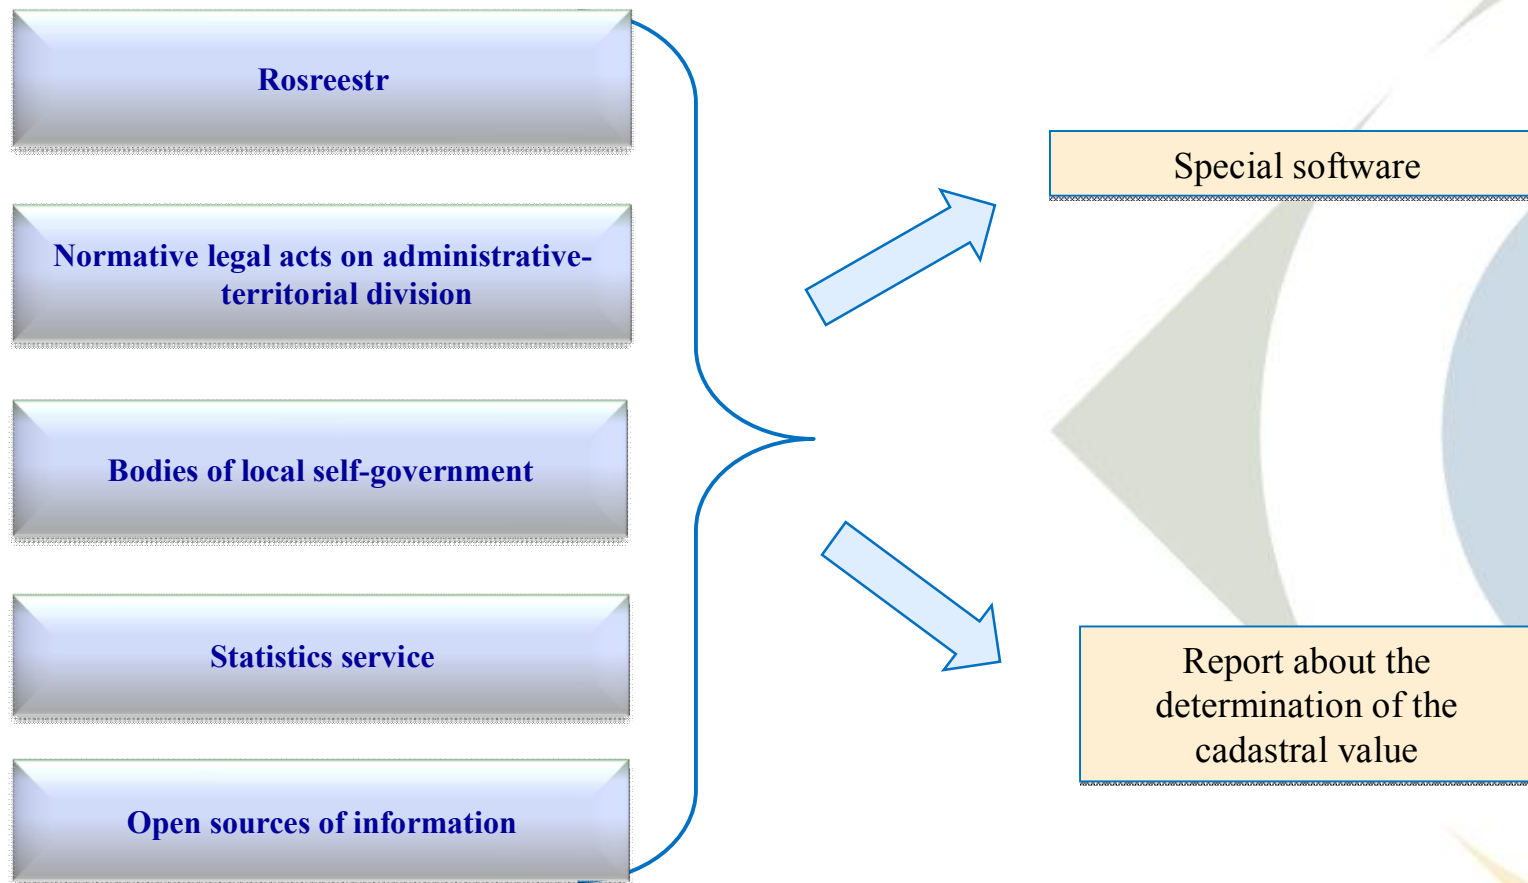 Rosreestr
Normative legal acts on administrative-
territorial division
Bodies of local self-government
Statistics service
Open sources of information
Special software
Report about the
determination of the
cadastral value